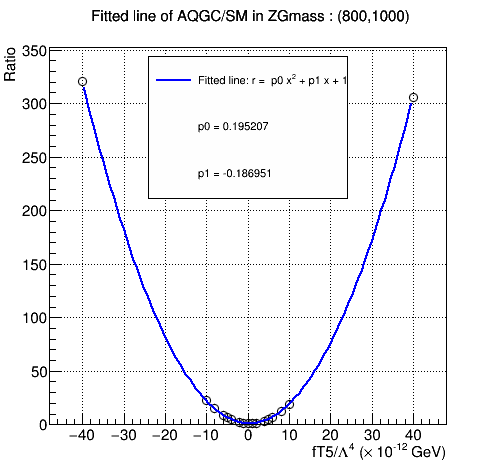 Fitted line of AQGC/SM in ZGmass : (800,1000)
Ratio
350
300
250
200
150
100
50
0
Fitted line: r = p0 x² + p1 x + 1
p0 = 0.195207
p1 = -0.186951
−40 −30 −20 −10 0 10 20 30 40
fT5/Λ⁴ (× 10⁻¹² GeV)